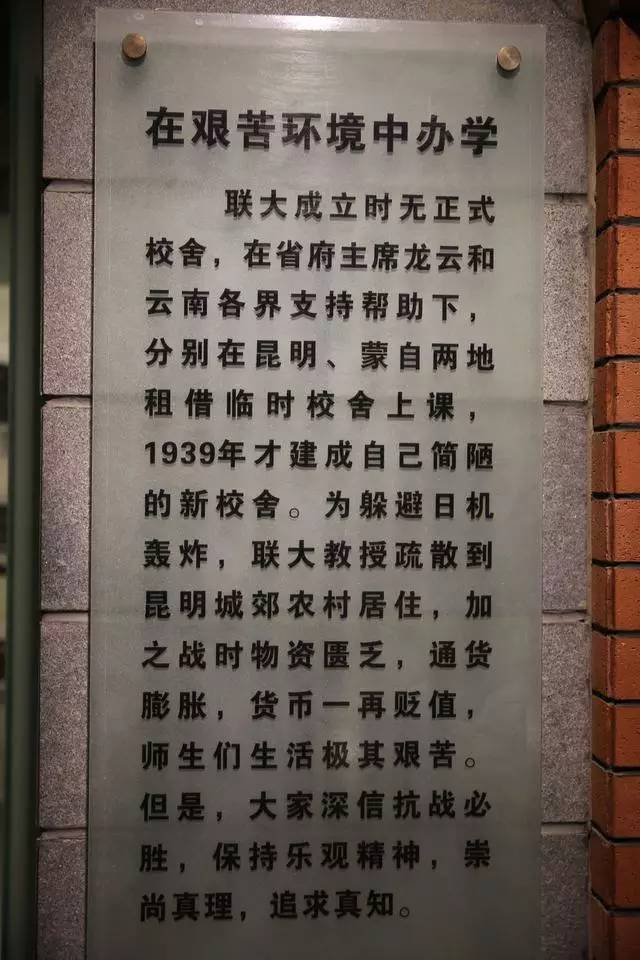 在艰苦环境中办学
联大成立时无正式
校舍，在省府主席龙云和
云南各界支持帮助下，
分别在昆明、蒙自两地
租借临时校舍上课，
1939年才建成自己简陋
的新校舍。为躲避日机
轰炸，联大教授疏散到
昆明城郊农村居住，加
之战时物资匮乏，通货
膨胀，货币一再贬值，
师生们生活极其艰苦。
但是，大家深信抗战必
胜，保持乐观精神，崇
尚真理，追求真知。